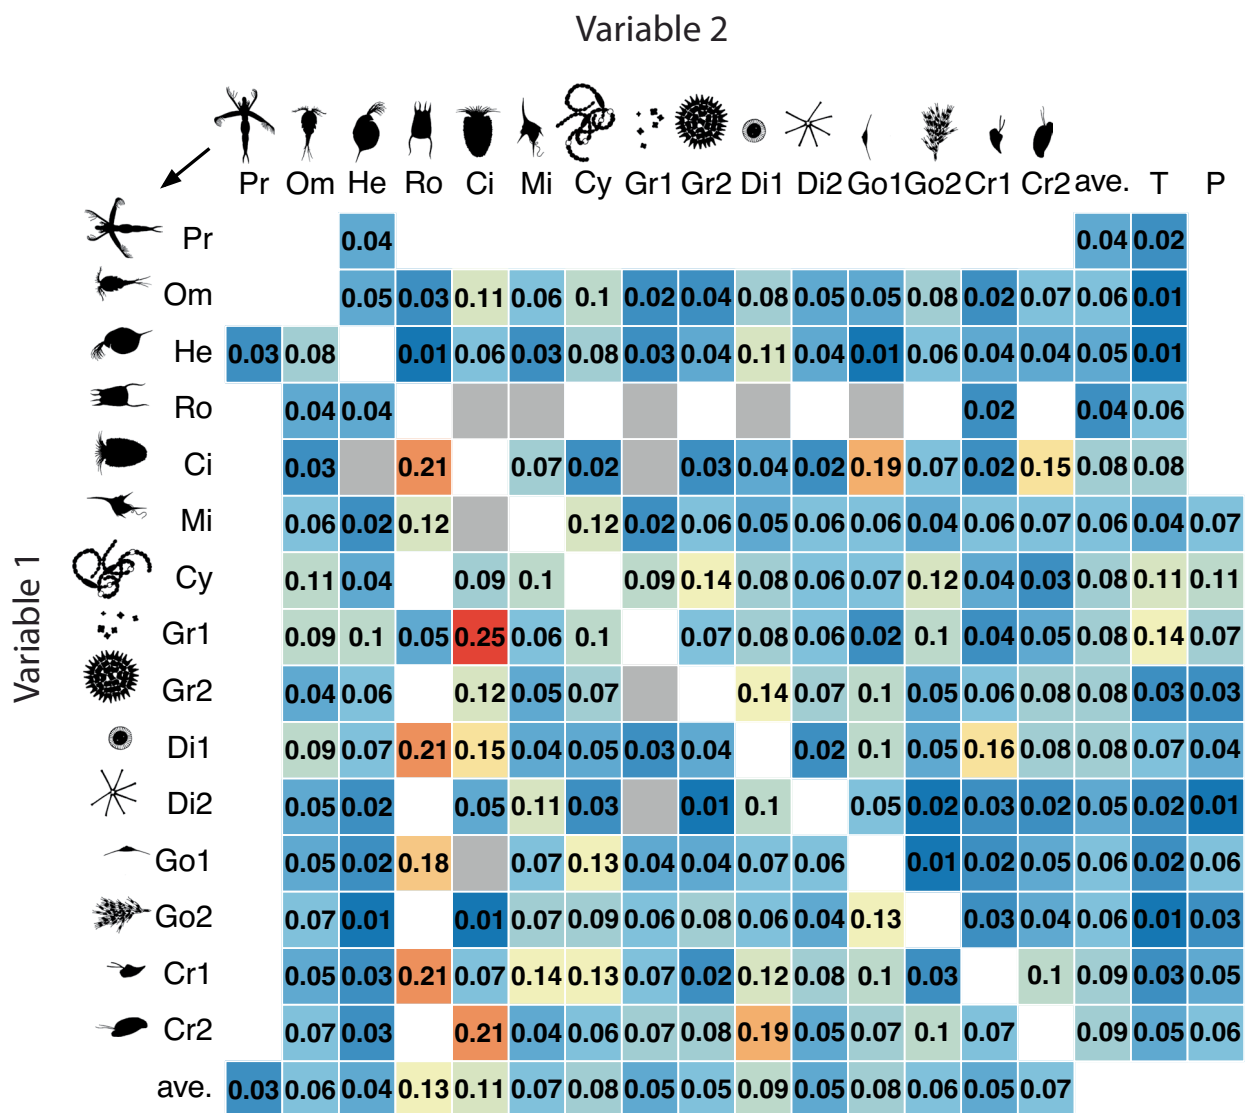 Variable 2
Pr Om He Ro Ci Mi Cy Gr1 Gr2 Di1 Di2 Go1 Go2 Cr1 Cr2 ave. T P
Variable 1
Pr 0.04 0.04 0.02
Om 0.05 0.03 0.11 0.06 0.1 0.02 0.04 0.08 0.05 0.05 0.08 0.02 0.07 0.06 0.01
He 0.03 0.08 0.01 0.06 0.03 0.08 0.03 0.04 0.11 0.04 0.01 0.06 0.04 0.04 0.05 0.01
Ro 0.04 0.04 0.02 0.04 0.06
Ci 0.03 0.21 0.07 0.02 0.03 0.04 0.02 0.19 0.07 0.02 0.15 0.08 0.08
Mi 0.06 0.02 0.12 0.12 0.02 0.06 0.05 0.06 0.06 0.04 0.06 0.07 0.06 0.04 0.07
Cy 0.11 0.04 0.09 0.1 0.09 0.14 0.08 0.06 0.07 0.12 0.04 0.03 0.08 0.11 0.11
Gr1 0.09 0.1 0.05 0.25 0.06 0.1 0.07 0.08 0.06 0.02 0.1 0.04 0.05 0.08 0.14 0.07
Gr2 0.04 0.06 0.12 0.05 0.07 0.14 0.07 0.1 0.05 0.06 0.08 0.08 0.03 0.03
Di1 0.09 0.07 0.21 0.15 0.04 0.05 0.03 0.04 0.02 0.1 0.05 0.16 0.08 0.08 0.07 0.04
Di2 0.05 0.02 0.05 0.11 0.03 0.01 0.1 0.05 0.02 0.03 0.02 0.05 0.02 0.01
Go1 0.05 0.02 0.18 0.07 0.13 0.04 0.04 0.07 0.06 0.01 0.02 0.05 0.06 0.02 0.06
Go2 0.07 0.01 0.01 0.07 0.09 0.06 0.08 0.06 0.04 0.13 0.03 0.04 0.06 0.01 0.03
Cr1 0.05 0.03 0.21 0.07 0.14 0.13 0.07 0.02 0.12 0.08 0.1 0.03 0.1 0.09 0.03 0.05
Cr2 0.07 0.03 0.21 0.04 0.06 0.07 0.08 0.19 0.05 0.07 0.1 0.07 0.09 0.05 0.06
ave. 0.03 0.06 0.04 0.13 0.11 0.07 0.08 0.05 0.05 0.09 0.05 0.08 0.06 0.05 0.07